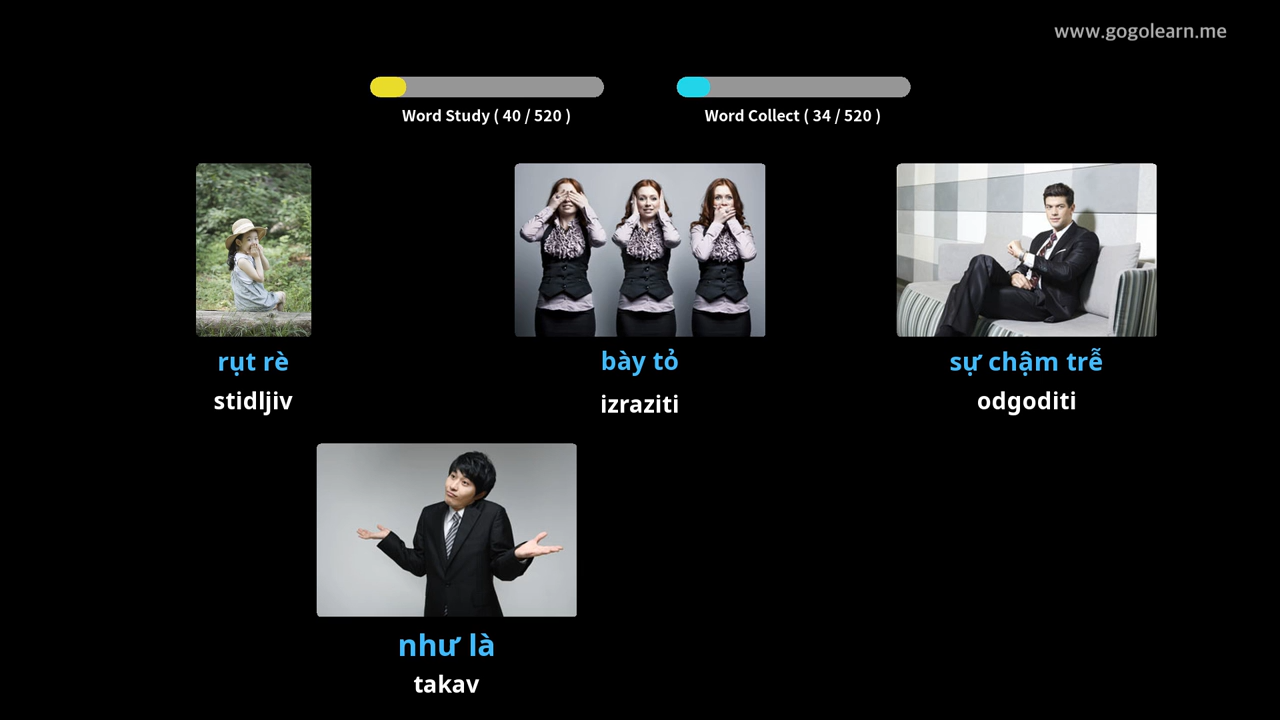 www.gogolearn.me
Word Study ( 40 / 520 )
Word Collect ( 34 / 520 )
rụt rè
stidljiv
bày tỏ
izraziti
sự chậm trễ
odgoditi
như là
takav